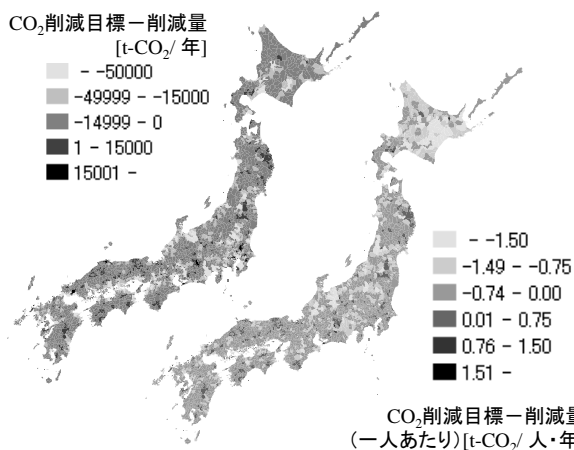 CO₂削減目標－削減量
[t-CO₂/ 年]
- -50000
-49999 - -15000
-14999 - 0
1 - 15000
15001 -
- -1.50
-1.49 - -0.75
-0.74 - 0.00
0.01 - 0.75
0.76 - 1.50
1.51 -
CO₂削減目標－削減量
（一人あたり）[t-CO₂/ 人・年